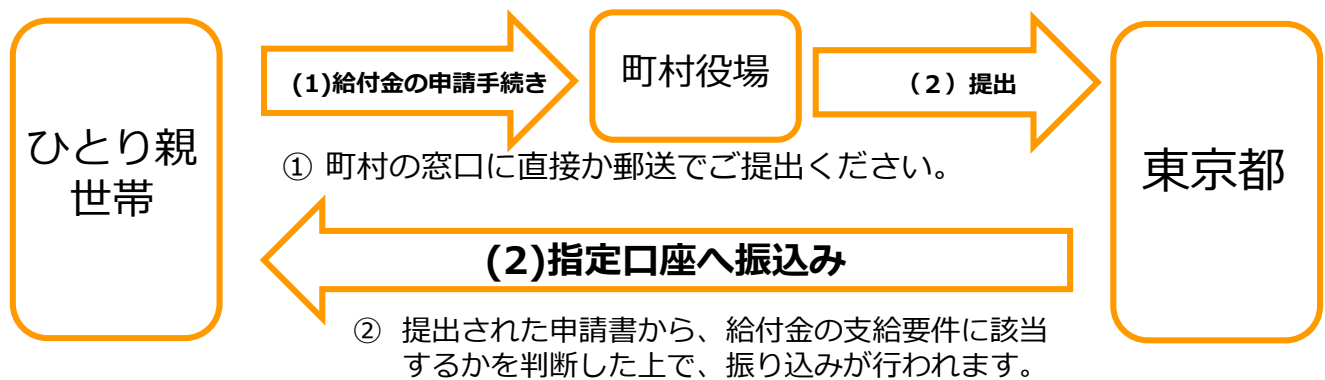 ひとり親
世帯
(1)給付金の申請手続き
町村役場
（２）提出
東京都
① 町村の窓口に直接か郵送でご提出ください。
(2)指定口座へ振込み
② 提出された申請書から、給付金の支給要件に該当
するかを判断した上で、振り込みが行われます。